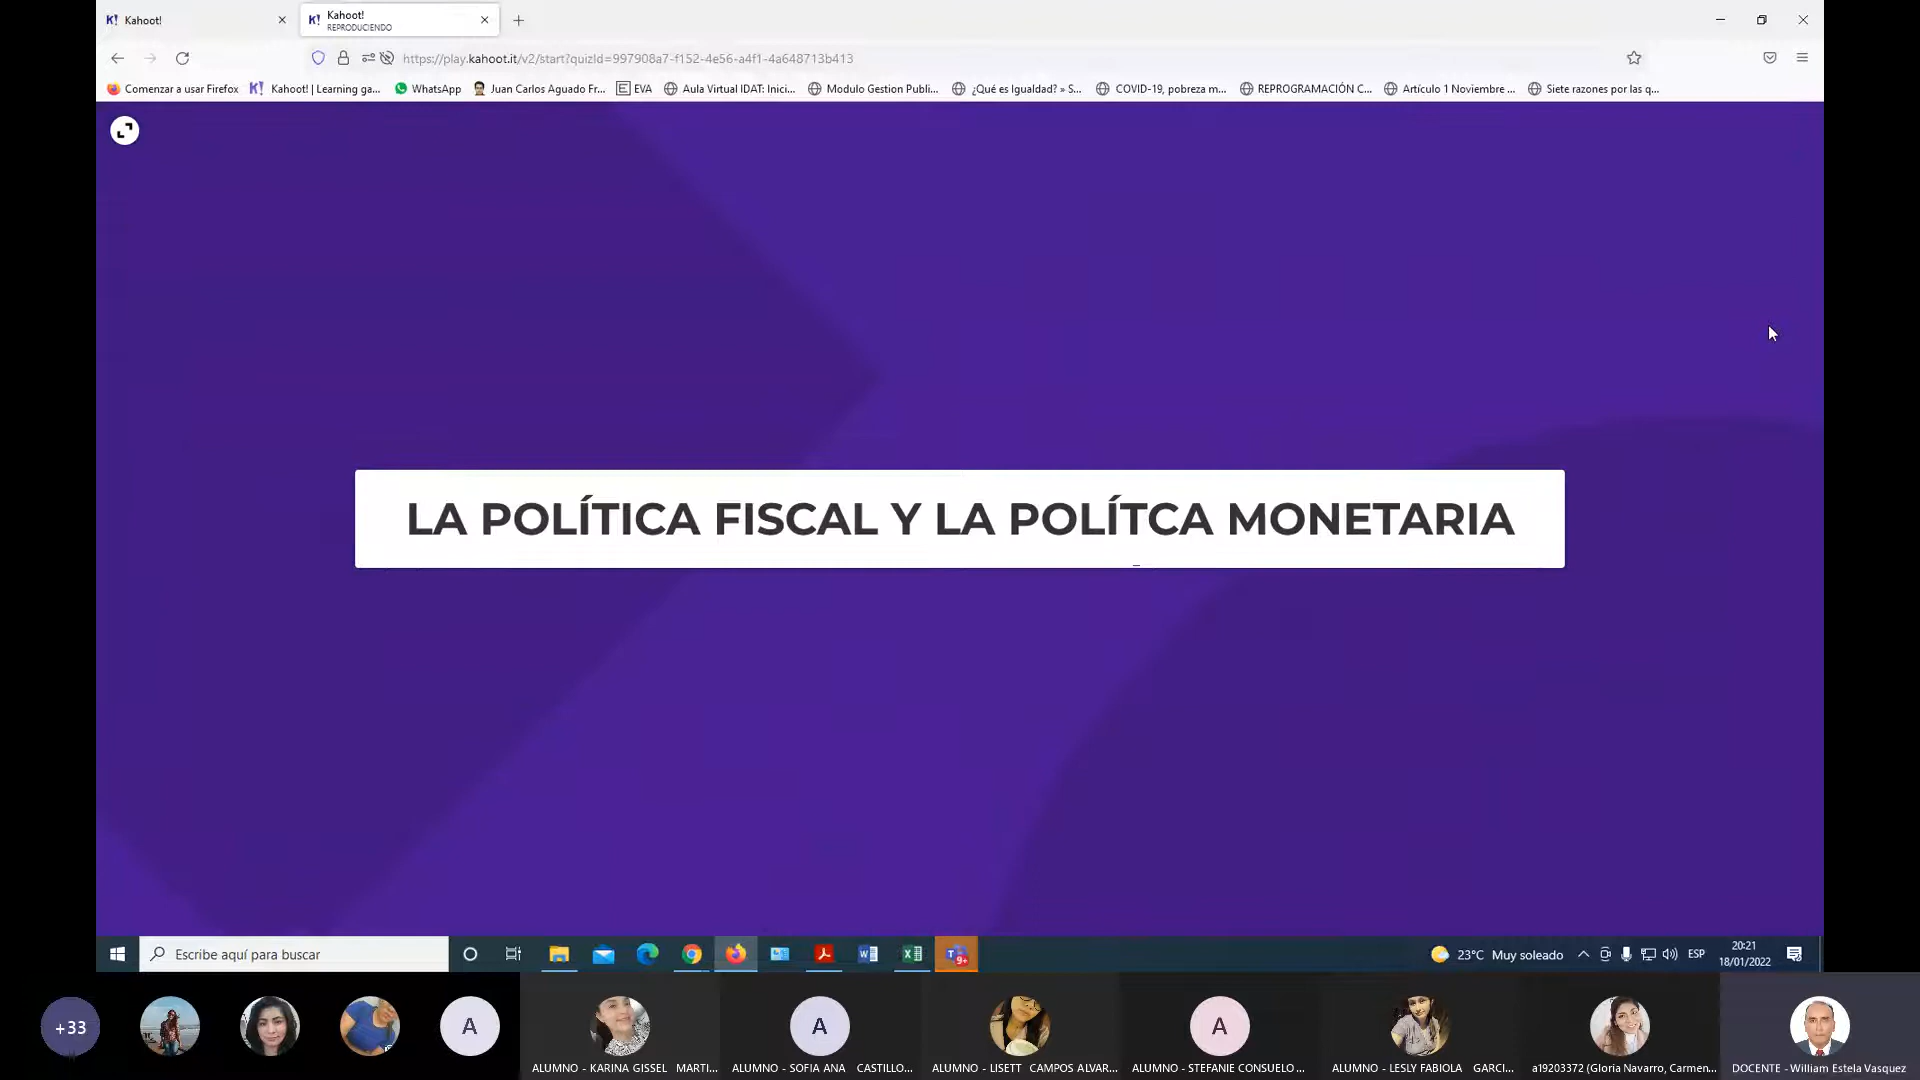 Kahoot!
Kahoot!
REPRODUCIENDO
https://play.kahoot.it/v2/start?quizId=997908a7-f152-4e56-a4f1-4a648713b413
Comenzar a usar Firefox
Kahoot! | Learning ga...
WhatsApp
Juan Carlos Aguado Fr...
EVA
Aula Virtual IDAT: Inici...
Modulo Gestion Publi...
¿Qué es Igualdad? » S...
COVID-19, pobreza m...
REPROGRAMACIÓN C...
Artículo 1 Noviembre ...
Siete razones por las q...
LA POLÍTICA FISCAL Y LA POLÍTCA MONETARIA
Escribe aquí para buscar
9+
23°C Muy soleado
ESP
20:21
18/01/2022
+33
A
A
A
ALUMNO - KARINA GISSEL MARTI...
ALUMNO - SOFIA ANA CASTILLO...
ALUMNO - LISETT CAMPOS ALVAR...
ALUMNO - STEFANIE CONSUELO ...
ALUMNO - LESLY FABIOLA GARCI...
a19203372 (Gloria Navarro, Carmen...
DOCENTE - William Estela Vasquez